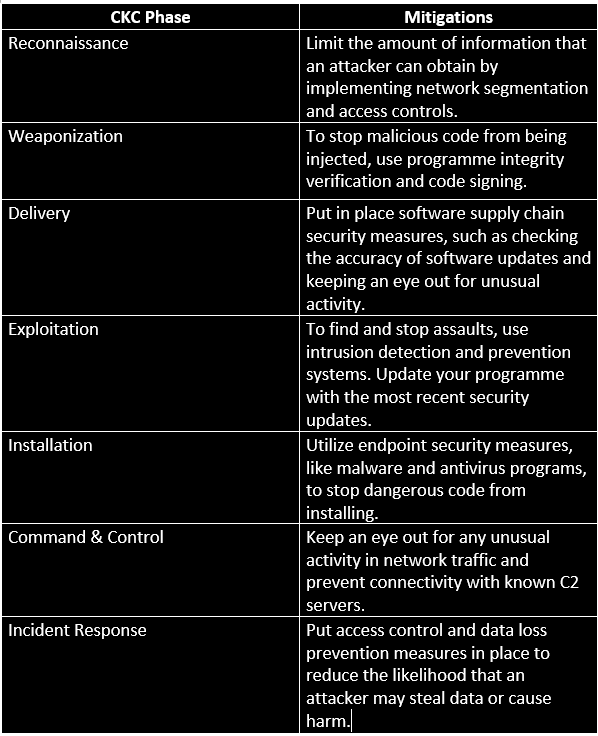 CKC Phase Mitigations
Reconnaissance Limit the amount of information that
an attacker can obtain by
implementing network segmentation
and access controls.
Weaponization To stop malicious code from being
injected, use programme integrity
verification and code signing.
Delivery Put in place software supply chain
security measures, such as checking
the accuracy of software updates and
keeping an eye out for unusual
activity.
Exploitation To find and stop assaults, use
intrusion detection and prevention
systems. Update your programme
with the most recent security
updates.
Installation Utilize endpoint security measures,
like malware and antivirus programs,
to stop dangerous code from
installing.
Command & Control Keep an eye out for any unusual
activity in network traffic and
prevent connectivity with known C2
servers.
Incident Response Put access control and data loss
prevention measures in place to
reduce the likelihood that an
attacker may steal data or cause
harm.